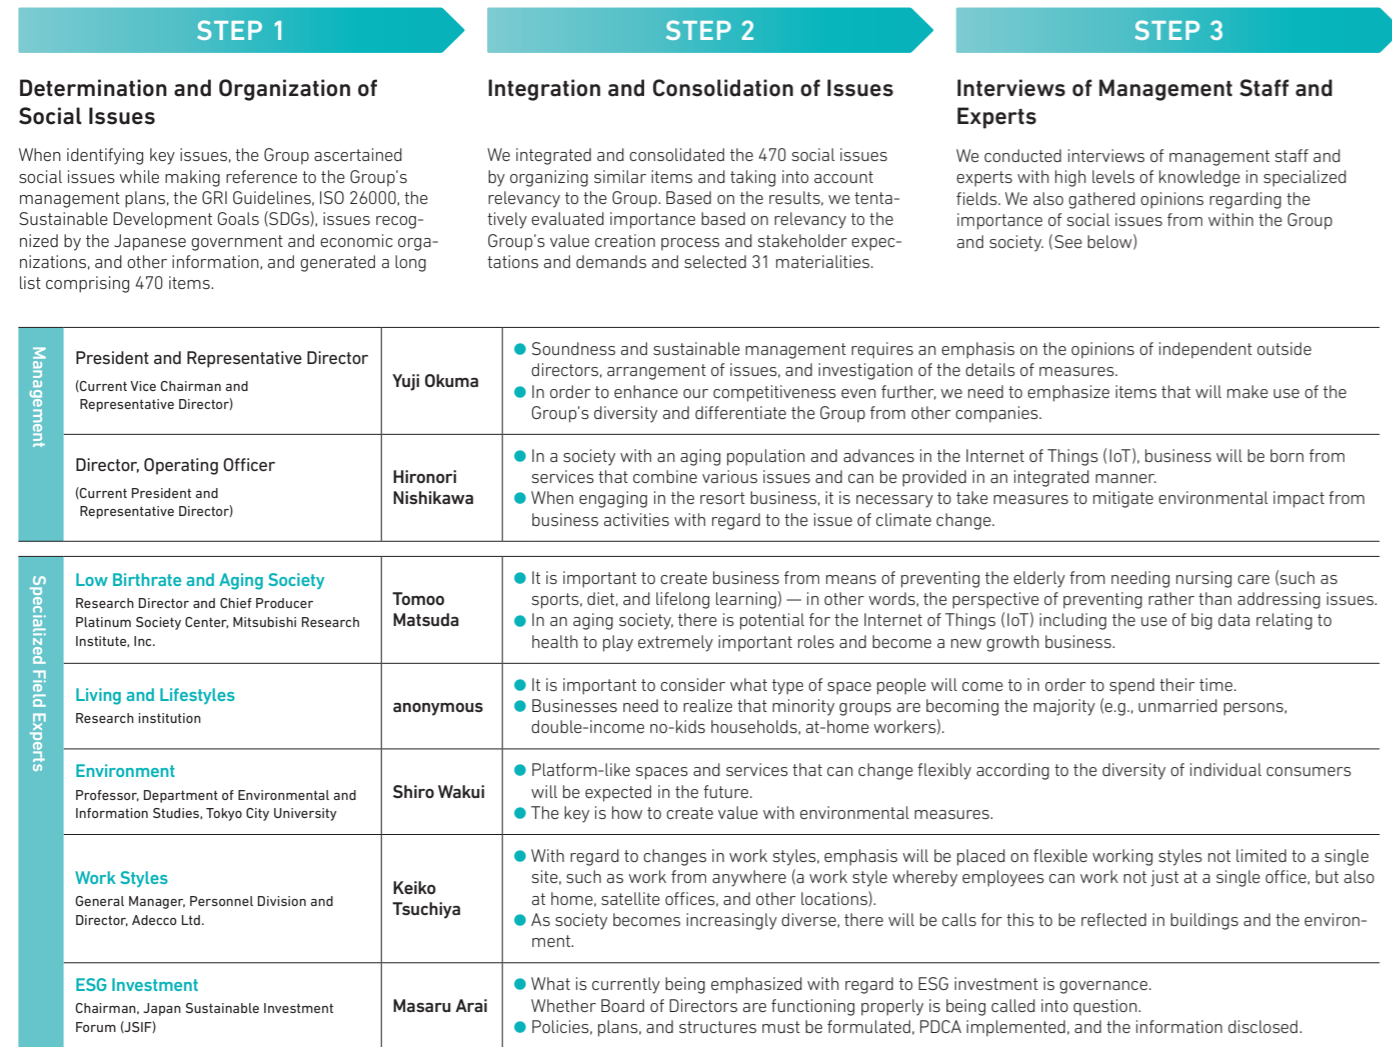 STEP 1
Determination and Organization of
Social Issues
When identifying key issues, the Group ascertained
social issues while making reference to the Group's
management plans, the GRI Guidelines, ISO 26000, the
Sustainable Development Goals (SDGs), issues recog-
nized by the Japanese government and economic orga-
nizations, and other information, and generated a long
list comprising 470 items.
STEP 2
Integration and Consolidation of Issues
We integrated and consolidated the 470 social issues
by organizing similar items and taking into account
relevancy to the Group. Based on the results, we tenta-
tively evaluated importance based on relevancy to the
Group's value creation process and stakeholder expec-
tations and demands and selected 31 materialities.
STEP 3
Interviews of Management Staff and
Experts
We conducted interviews of management staff and
experts with high levels of knowledge in specialized
fields. We also gathered opinions regarding the
importance of social issues from within the Group
and society. (See below)
Management
President and Representative Director
(Current Vice Chairman and
Representative Director)
Yuji Okuma
● Soundness and sustainable management requires an emphasis on the opinions of independent outside
directors, arrangement of issues, and investigation of the details of measures.
● In order to enhance our competitiveness even further, we need to emphasize items that will make use of the
Group's diversity and differentiate the Group from other companies.
Director, Operating Officer
(Current President and
Representative Director)
Hironori
Nishikawa
● In a society with an aging population and advances in the Internet of Things (IoT), business will be born from
services that combine various issues and can be provided in an integrated manner.
● When engaging in the resort business, it is necessary to take measures to mitigate environmental impact from
business activities with regard to the issue of climate change.
Specialized Field Experts
Low Birthrate and Aging Society
Research Director and Chief Producer
Platinum Society Center, Mitsubishi Research
Institute, Inc.
Tomoo
Matsuda
● It is important to create business from means of preventing the elderly from needing nursing care (such as
sports, diet, and lifelong learning) — in other words, the perspective of preventing rather than addressing issues.
● In an aging society, there is potential for the Internet of Things (IoT) including the use of big data relating to
health to play extremely important roles and become a new growth business.
Living and Lifestyles
Research institution
anonymous
● It is important to consider what type of space people will come to in order to spend their time.
● Businesses need to realize that minority groups are becoming the majority (e.g., unmarried persons,
double-income no-kids households, at-home workers).
Environment
Professor, Department of Environmental and
Information Studies, Tokyo City University
Shiro Wakui
● Platform-like spaces and services that can change flexibly according to the diversity of individual consumers
will be expected in the future.
● The key is how to create value with environmental measures.
Work Styles
General Manager, Personnel Division and
Director, Adecco Ltd.
Keiko
Tsuchiya
● With regard to changes in work styles, emphasis will be placed on flexible working styles not limited to a single
site, such as work from anywhere (a work style whereby employees can work not just at a single office, but also
at home, satellite offices, and other locations).
● As society becomes increasingly diverse, there will be calls for this to be reflected in buildings and the environ-
ment.
ESG Investment
Chairman, Japan Sustainable Investment
Forum (JSIF)
Masaru Arai
● What is currently being emphasized with regard to ESG investment is governance.
Whether Board of Directors are functioning properly is being called into question.
● Policies, plans, and structures must be formulated, PDCA implemented, and the information disclosed.